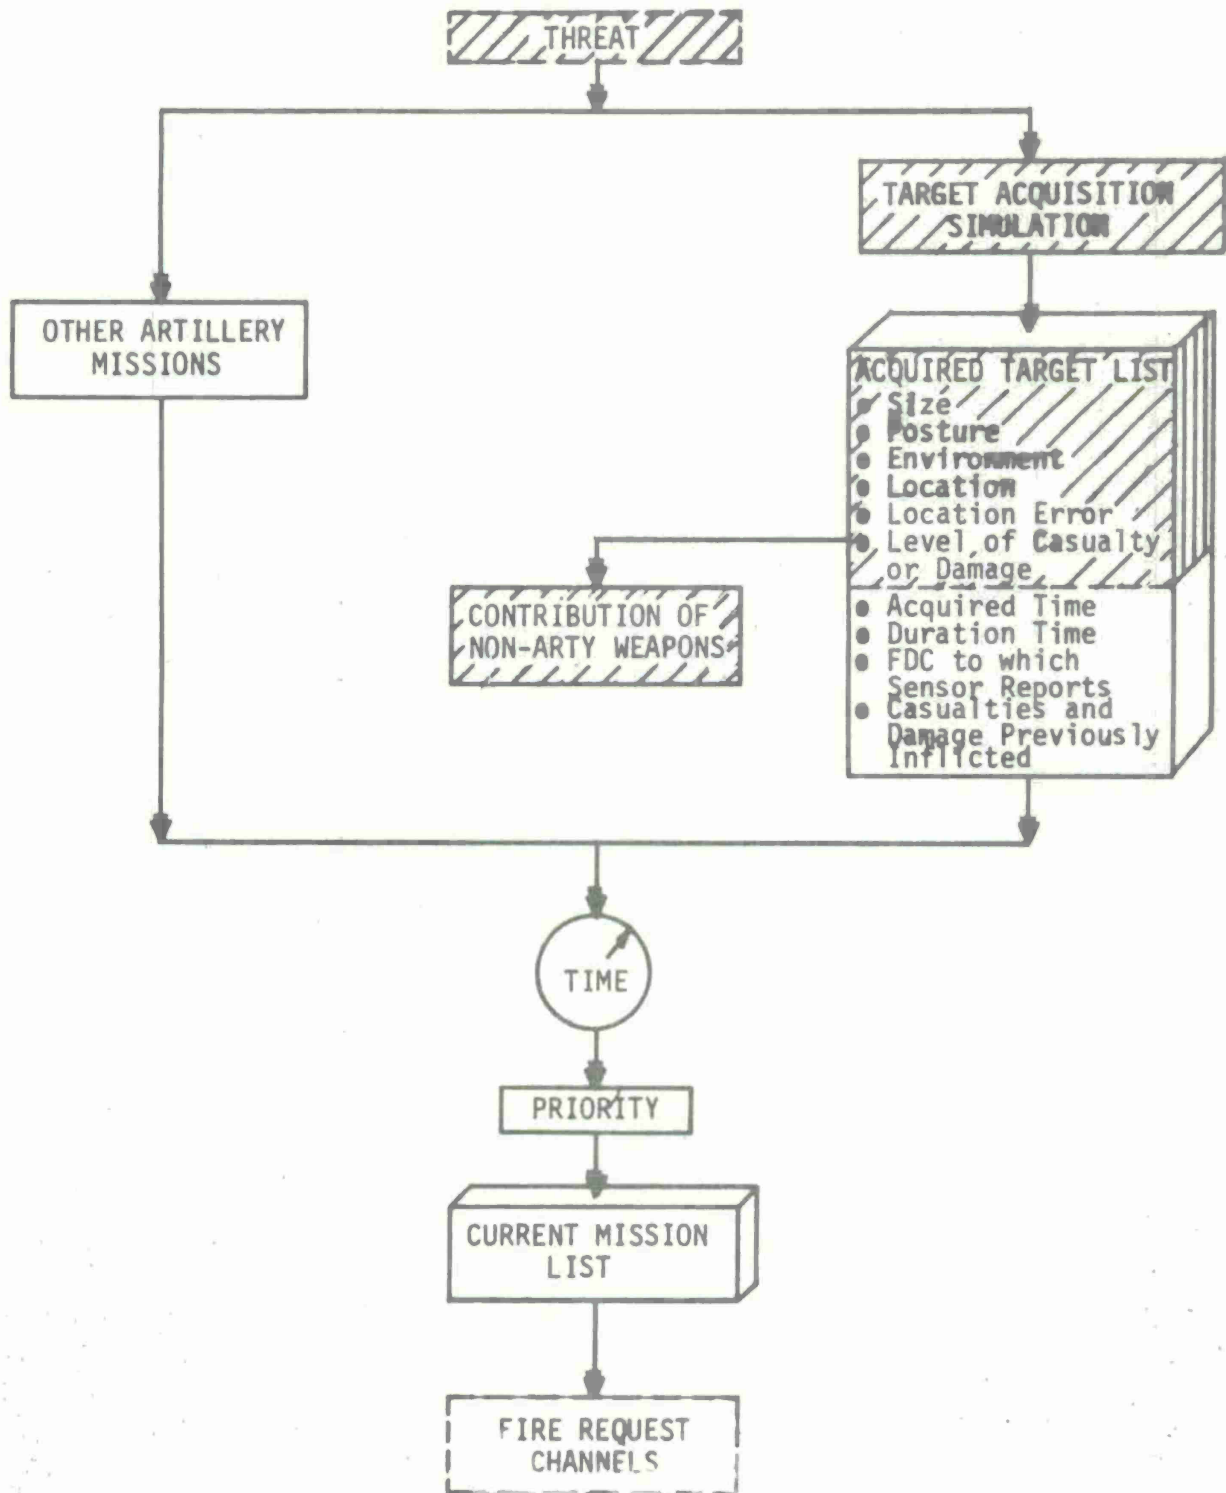 THREAT
TARGET ACQUISITION
SIMULATION
OTHER ARTILLERY
MISSIONS
ACQUIRED TARGET LIST
● Size
● Posture
● Environment
● Location
● Location Error
● Level of Casualty
or Damage
CONTRIBUTION OF
NON-ARTY WEAPONS
● Acquired Time
● Duration Time
● FDC to which
Sensor Reports
● Casualties and
Damage Previously
Inflicted
TIME
PRIORITY
CURRENT MISSION
LIST
FIRE REQUEST
CHANNELS